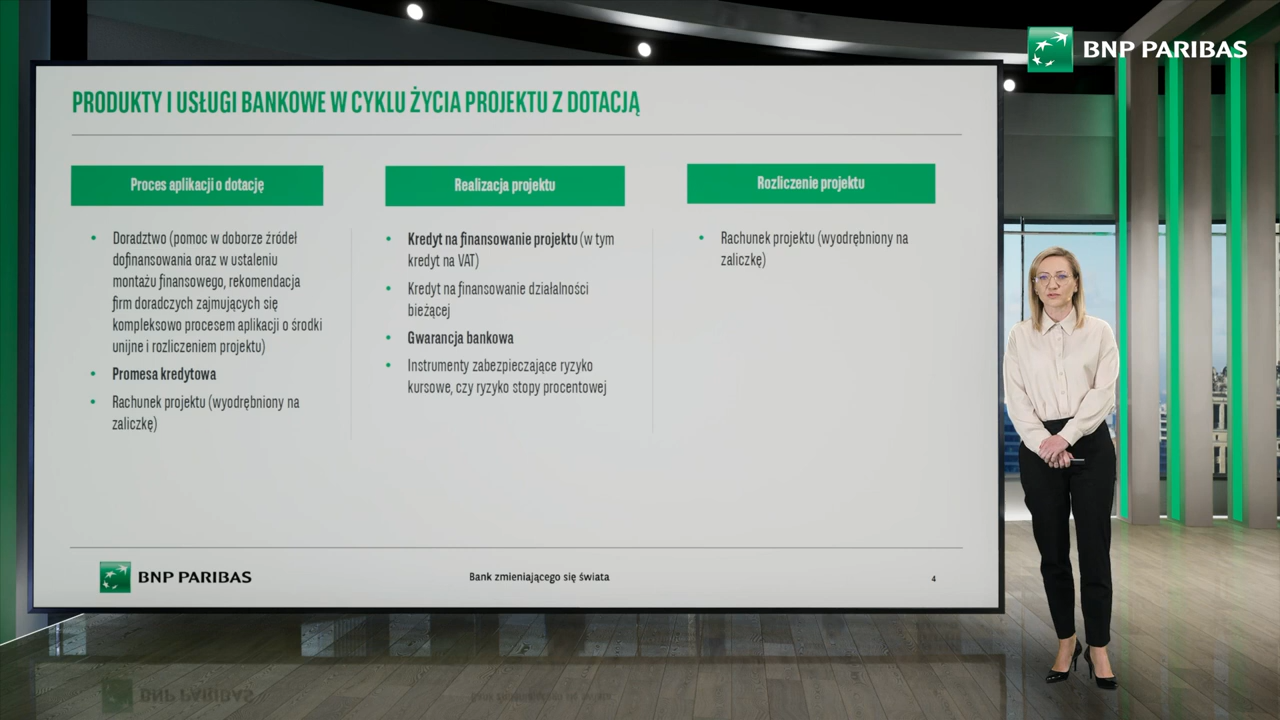 BNP PARIBAS
PRODUKTY I USŁUGI BANKOWE W CYKLU ŻYCIA PROJEKTU Z DOTACJĄ
Proces aplikacji o dotację
• Doradztwo (pomoc w doborze źródeł
dofinansowania oraz w ustaleniu
montażu finansowego, rekomendacja
firm doradczych zajmujących się
kompleksowo procesem aplikacji o środki
unijne i rozliczeniem projektu)
• Promesa kredytowa
• Rachunek projektu (wyodrębniony na
zaliczkę)
Realizacja projektu
• Kredyt na finansowanie projektu (w tym
kredyt na VAT)
• Kredyt na finansowanie działalności
bieżącej
• Gwarancja bankowa
• Instrumenty zabezpieczające ryzyko
kursowe, czy ryzyko stopy procentowej
Rozliczenie projektu
• Rachunek projektu (wyodrębniony na
zaliczkę)
BNP PARIBAS
Bank zmieniającego się świata
4